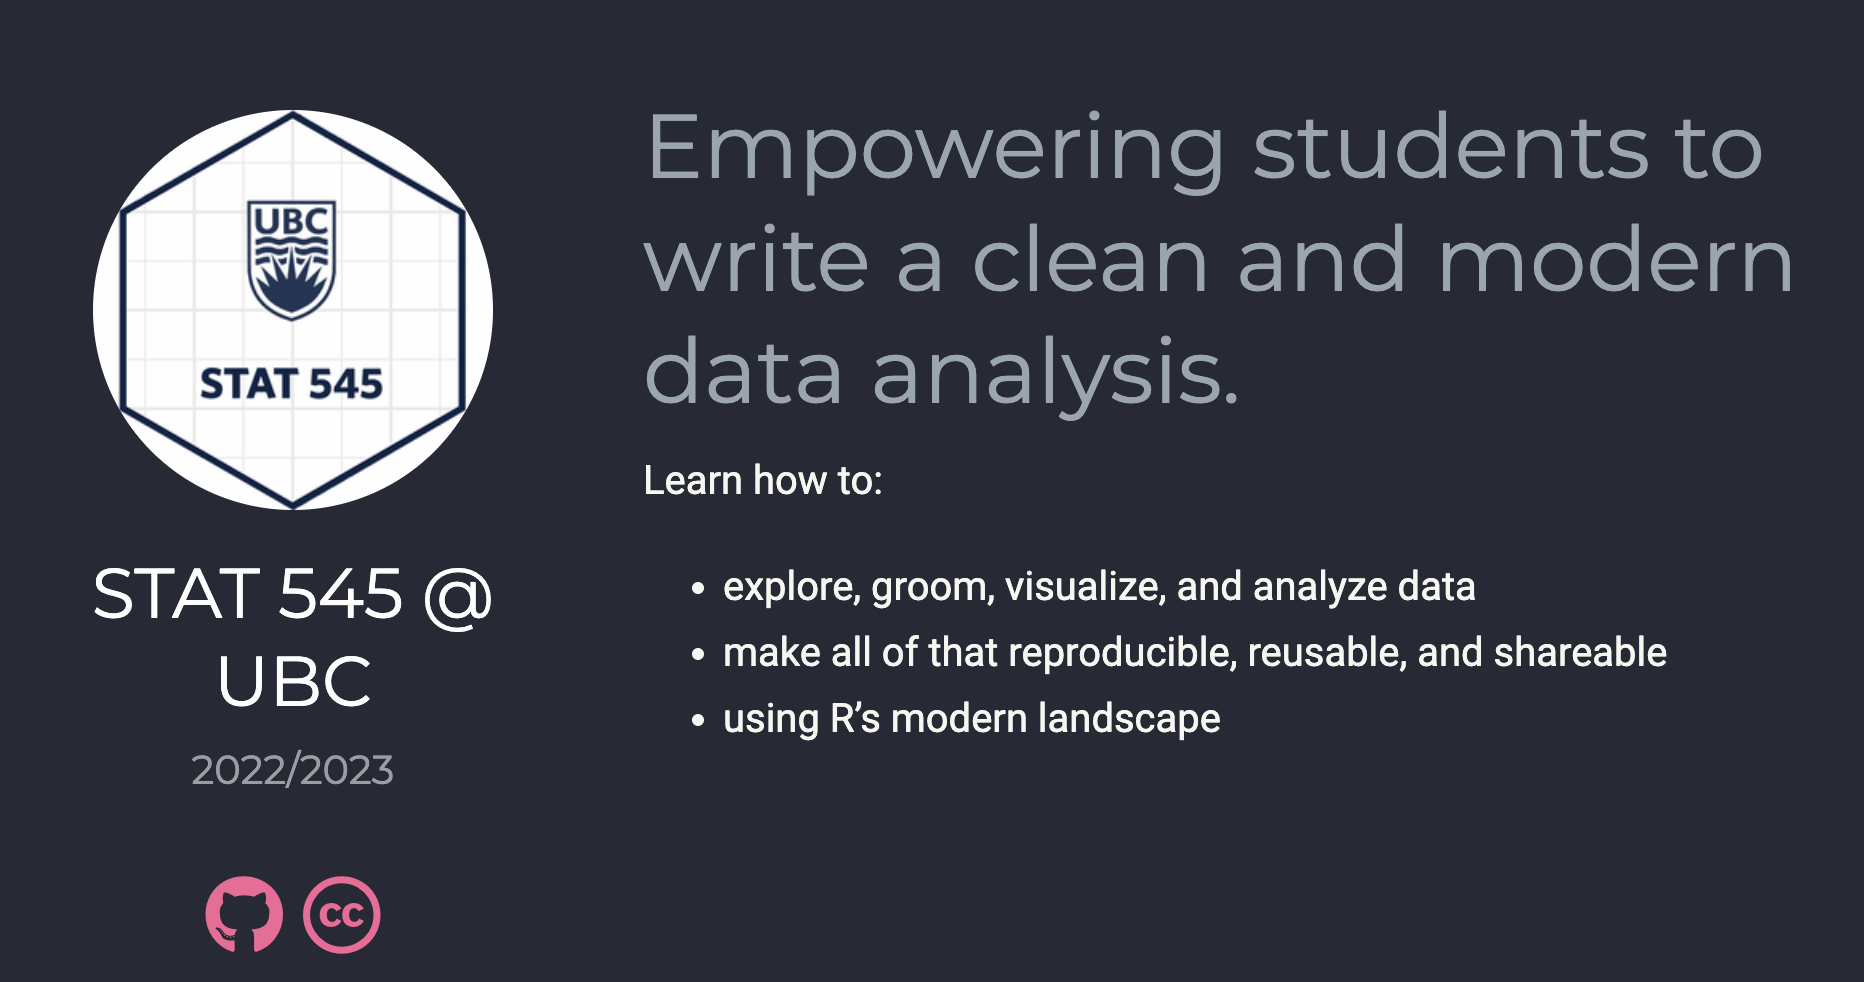 UBC
STAT 545
STAT 545 @
UBC
2022/2023
cc
Empowering students to
write a clean and modern
data analysis.
Learn how to:
• explore, groom, visualize, and analyze data
• make all of that reproducible, reusable, and shareable
• using R’s modern landscape